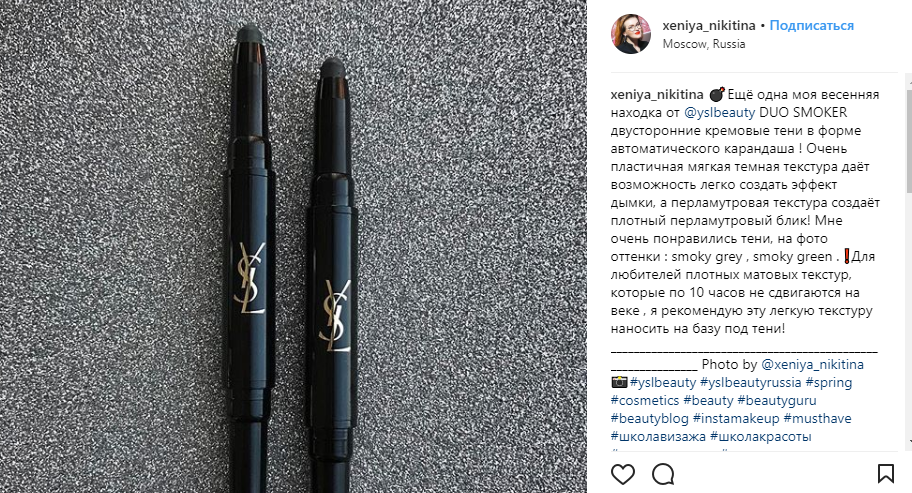 YSL
YSL
xeniya_nikitina • Подписаться
Moscow, Russia
xeniya_nikitina 💣 Ещё одна моя весенняя
находка от @yslbeauty DUO SMOKER
двусторонние кремовые тени в форме
автоматического карандаша ! Очень
пластичная мягкая темная текстура даёт
возможность легко создать эффект
дымки, а перламутровая текстура создаёт
плотный перламутровый блик! Мне
очень понравились тени, на фото
оттенки : smoky grey , smoky green .❗Для
любителей плотных матовых текстур,
которые по 10 часов не сдвигаются на
веке , я рекомендую эту легкую текстуру
наносить на базу под тени!
______________________________________________
_______________ Photo by @xeniya_nikitina
📸 #yslbeauty #yslbeautyrussia #spring
#cosmetics #beauty #beautyguru
#beautyblog #instamakeup #musthave
#школавизажа #школакрасоты